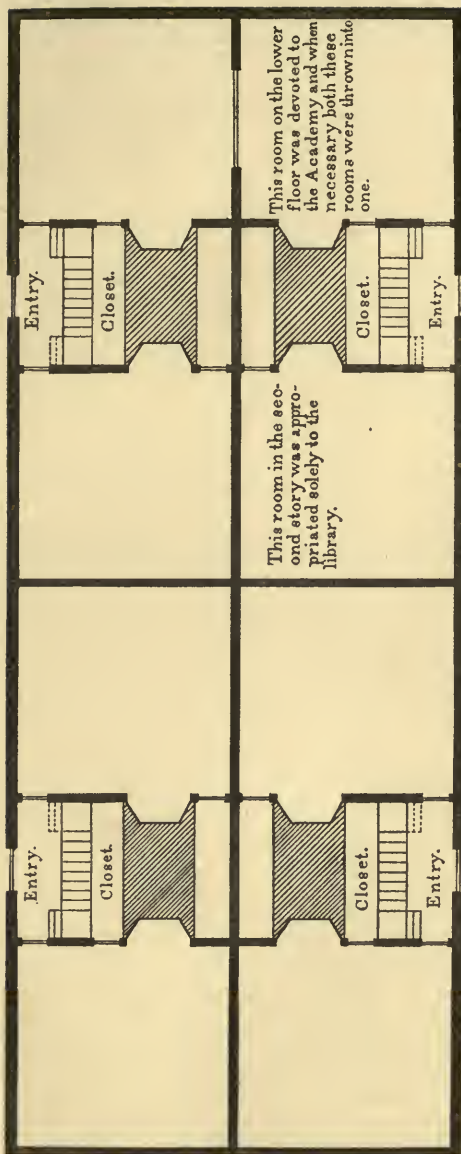 Entry.
Closet.
Entry.
Closet.
This room in the sec-
ond story was appro-
priated solely to the
library.
This room on the lower
floor was devoted to
the Academy and when
necessary both these
rooms were thrown into
one.
Closet.
Entry.
Closet.
Entry.